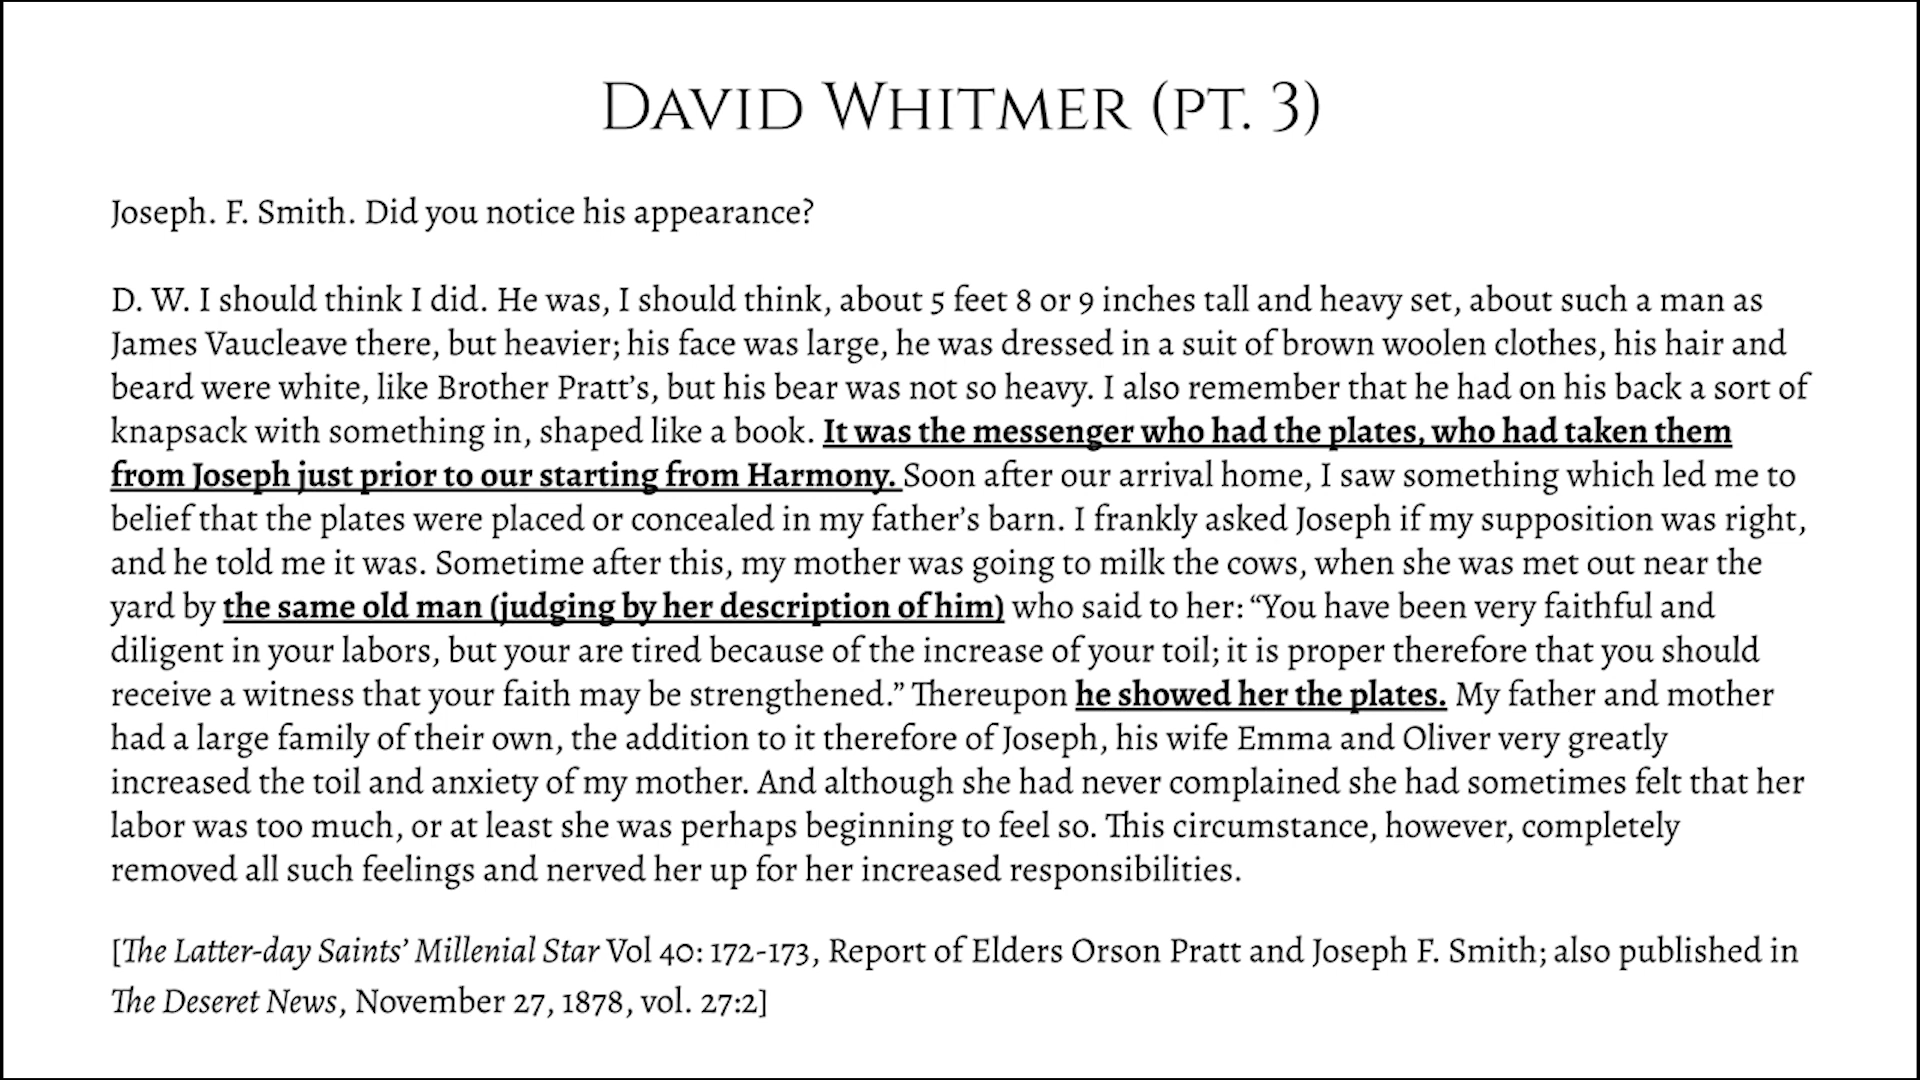 David Whitmer (pt. 3)
Joseph. F. Smith. Did you notice his appearance?
D. W. I should think I did. He was, I should think, about 5 feet 8 or 9 inches tall and heavy set, about such a man as
James Vaucleave there, but heavier; his face was large, he was dressed in a suit of brown woolen clothes, his hair and
beard were white, like Brother Pratt’s, but his bear was not so heavy. I also remember that he had on his back a sort of
knapsack with something in, shaped like a book. It was the messenger who had the plates, who had taken them
from Joseph just prior to our starting from Harmony. Soon after our arrival home, I saw something which led me to
belief that the plates were placed or concealed in my father’s barn. I frankly asked Joseph if my supposition was right,
and he told me it was. Sometime after this, my mother was going to milk the cows, when she was met out near the
yard by the same old man (judging by her description of him) who said to her: “You have been very faithful and
diligent in your labors, but your are tired because of the increase of your toil; it is proper therefore that you should
receive a witness that your faith may be strengthened.” Thereupon he showed her the plates. My father and mother
had a large family of their own, the addition to it therefore of Joseph, his wife Emma and Oliver very greatly
increased the toil and anxiety of my mother. And although she had never complained she had sometimes felt that her
labor was too much, or at least she was perhaps beginning to feel so. This circumstance, however, completely
removed all such feelings and nerved her up for her increased responsibilities.
[The Latter-day Saints’ Millenial Star Vol 40: 172-173, Report of Elders Orson Pratt and Joseph F. Smith; also published in
The Deseret News, November 27, 1878, vol. 27:2]